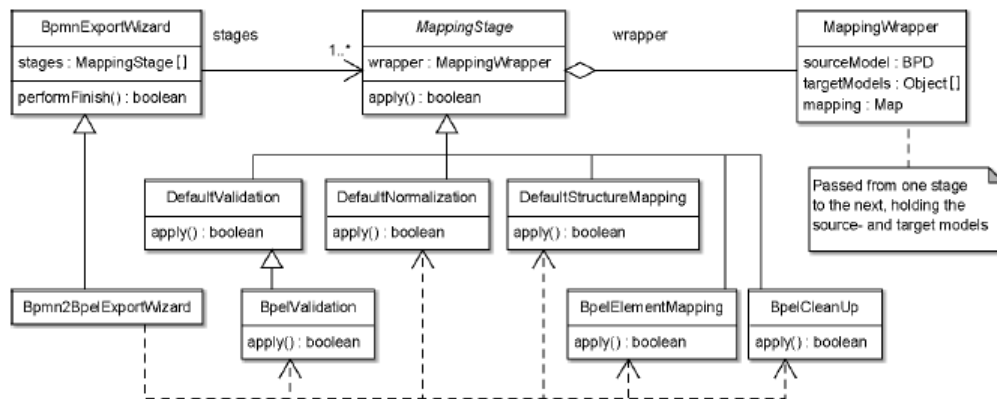 BpmnExportWizard
stages : MappingStage []
performFinish() : boolean
stages
1..*
MappingStage
wrapper : MappingWrapper
apply() : boolean
wrapper
MappingWrapper
sourceModel : BPD
targetModels : Object []
mapping : Map
Passed from one stage
to the next, holding the
source- and target models
DefaultValidation
apply() : boolean
DefaultNormalization
apply() : boolean
DefaultStructureMapping
apply() : boolean
Bpmn2BpelExportWizard
BpelValidation
apply() : boolean
BpelElementMapping
apply() : boolean
BpelCleanUp
apply() : boolean